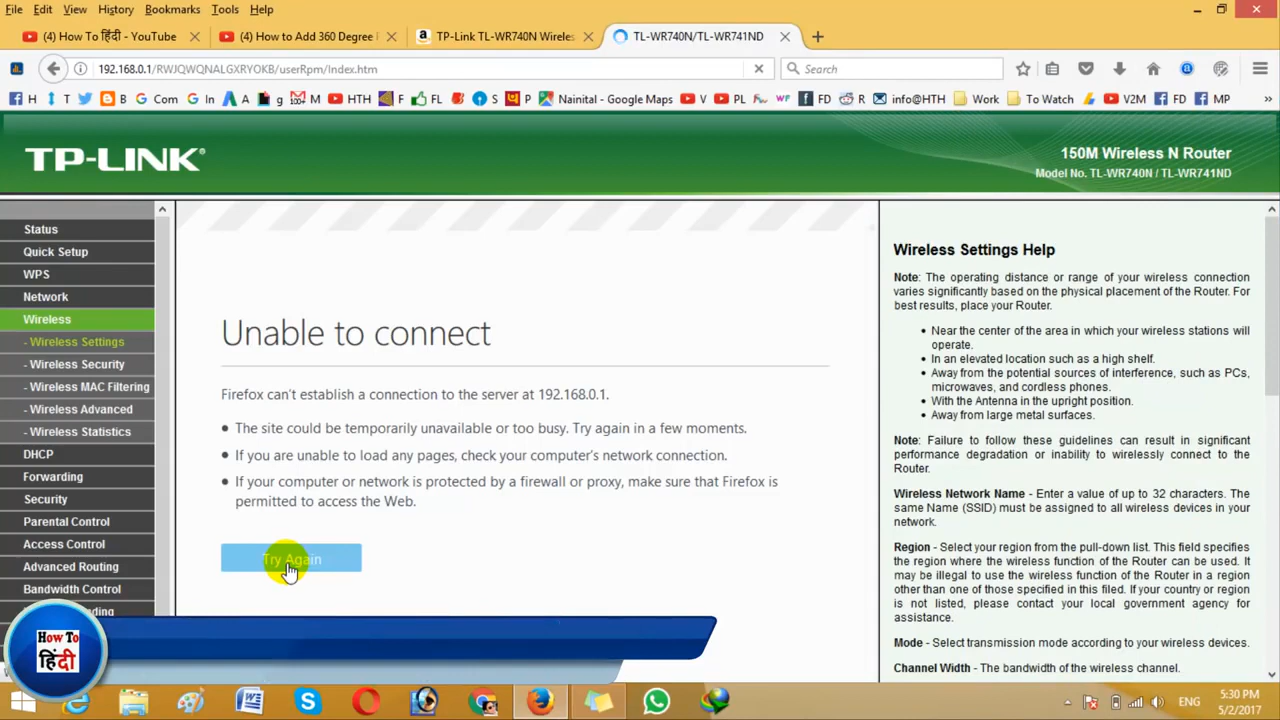 File Edit View History Bookmarks Tools Help
(4) How To हिंदी - YouTube
(4) How to Add 360 Degree
TP-Link TL-WR740N Wireles
TL-WR740N/TL-WR741ND
192.168.0.1/RWJQWQNALGXRYOKB/userRpm/Index.htm
Search
H T B Com In A g M HTH F FL S P Nainital - Google Maps V PL FD R info@HTH Work To Watch V2M FD MP
TP-LINK
150M Wireless N Router
Model No. TL-WR740N / TL-WR741ND
Status
Quick Setup
WPS
Network
Wireless
- Wireless Settings
- Wireless Security
- Wireless MAC Filtering
- Wireless Advanced
- Wireless Statistics
DHCP
Forwarding
Security
Parental Control
Access Control
Advanced Routing
Bandwidth Control
Unable to connect
Firefox can't establish a connection to the server at 192.168.0.1.
The site could be temporarily unavailable or too busy. Try again in a few moments.
If you are unable to load any pages, check your computer's network connection.
If your computer or network is protected by a firewall or proxy, make sure that Firefox is
permitted to access the Web.
Try Again
Wireless Settings Help
Note: The operating distance or range of your wireless connection
varies significantly based on the physical placement of the Router. For
best results, place your Router.
Near the center of the area in which your wireless stations will
operate.
In an elevated location such as a high shelf.
Away from the potential sources of interference, such as PCs,
microwaves, and cordless phones.
With the Antenna in the upright position.
Away from large metal surfaces.
Note: Failure to follow these guidelines can result in significant
performance degradation or inability to wirelessly connect to the
Router.
Wireless Network Name - Enter a value of up to 32 characters. The
same Name (SSID) must be assigned to all wireless devices in your
network.
Region - Select your region from the pull-down list. This field specifies
the region where the wireless function of the Router can be used. It
may be illegal to use the wireless function of the Router in a region
other than one of those specified in this filed. If your country or region
is not listed, please contact your local government agency for
assistance.
Mode - Select transmission mode according to your wireless devices.
Channel Width - The bandwidth of the wireless channel.
How To
हिंदी
ENG
5:30 PM
5/2/2017